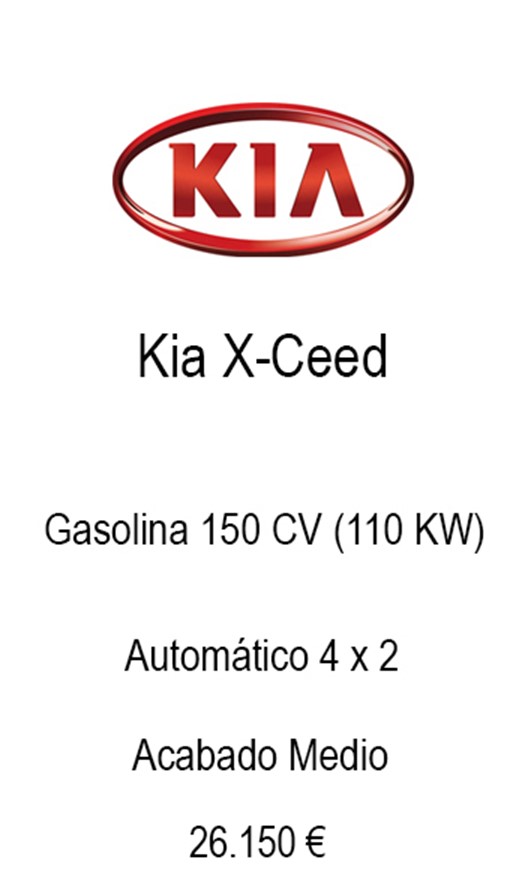 KIA
Kia X-Ceed
Gasolina 150 CV (110 KW)
Automático 4 x 2
Acabado Medio
26.150 €